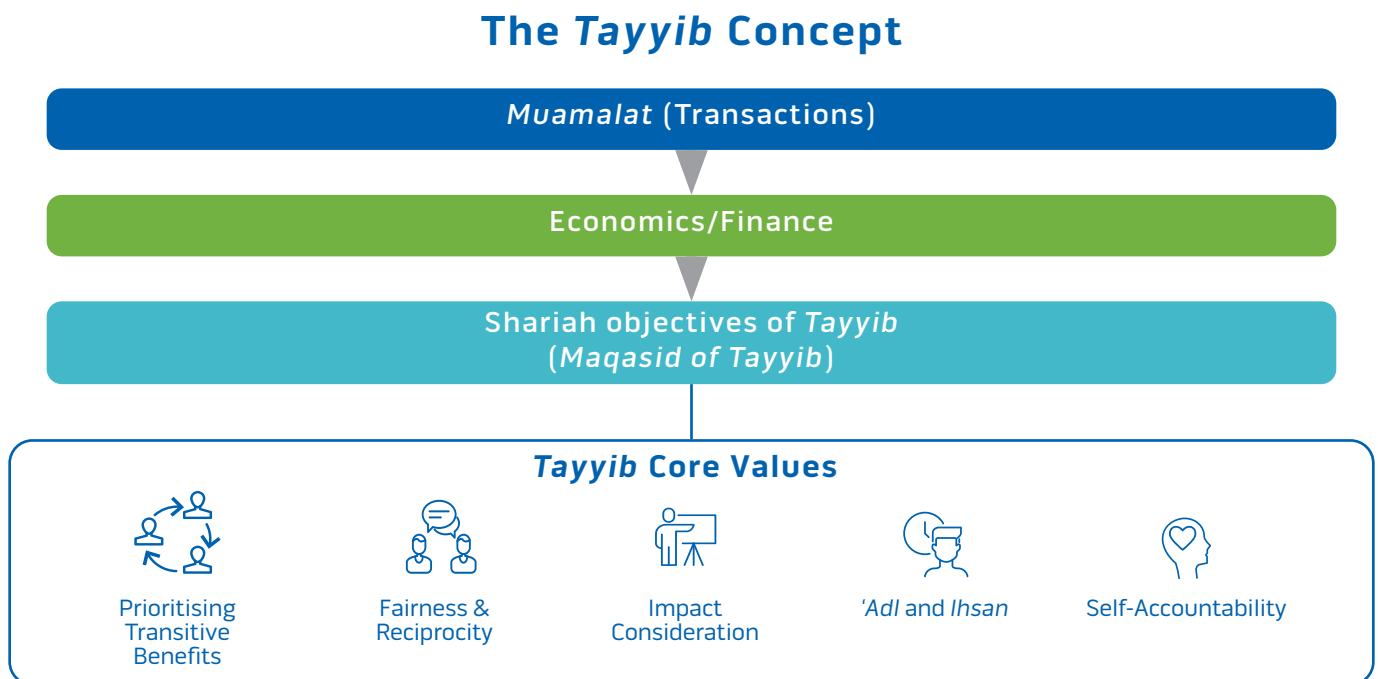 The Tayyib Concept
Muamalat (Transactions)
Economics/Finance
Shariah objectives of Tayyib
(Maqasid of Tayyib)
Tayyib Core Values
Prioritising
Transitive
Benefits
Fairness &
Reciprocity
Impact
Consideration
'Adl and Ihsan
Self-Accountability